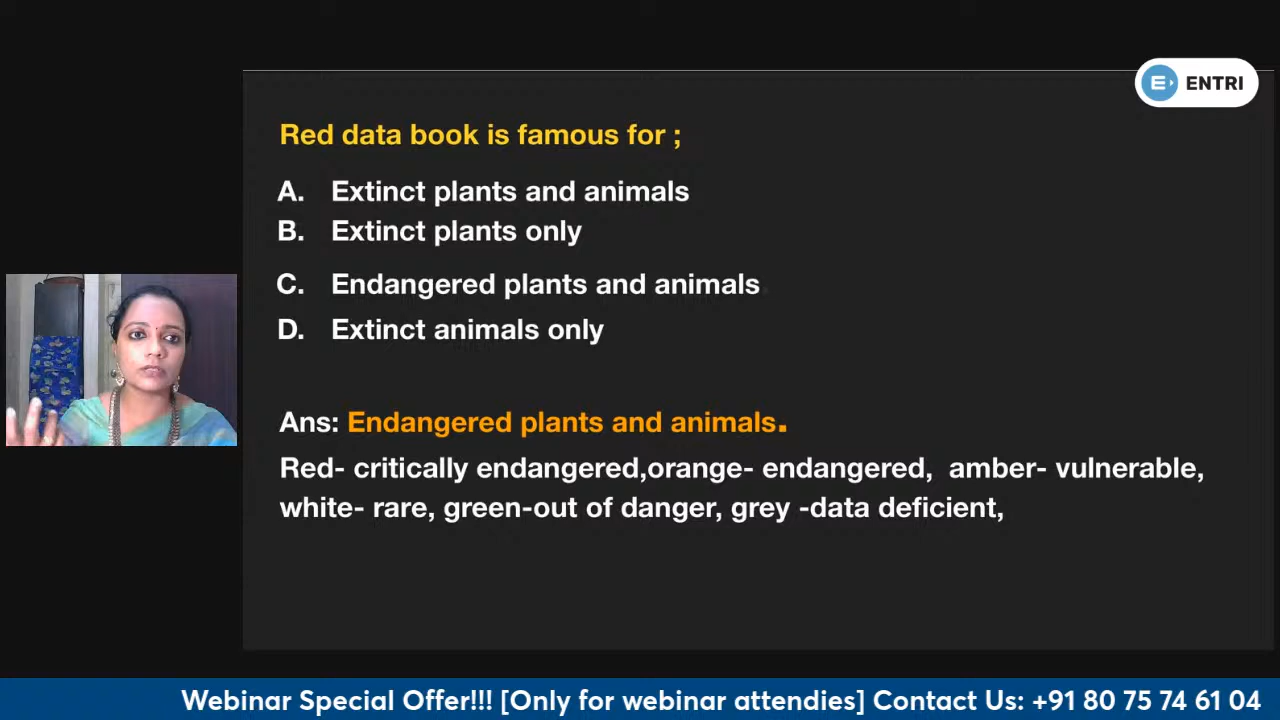 ENTRI
Red data book is famous for ;
A. Extinct plants and animals
B. Extinct plants only
C. Endangered plants and animals
D. Extinct animals only
Ans: Endangered plants and animals.
Red- critically endangered,orange- endangered, amber- vulnerable,
white- rare, green-out of danger, grey -data deficient,
Webinar Special Offer!!! [Only for webinar attendies] Contact Us: +91 80 75 74 61 04